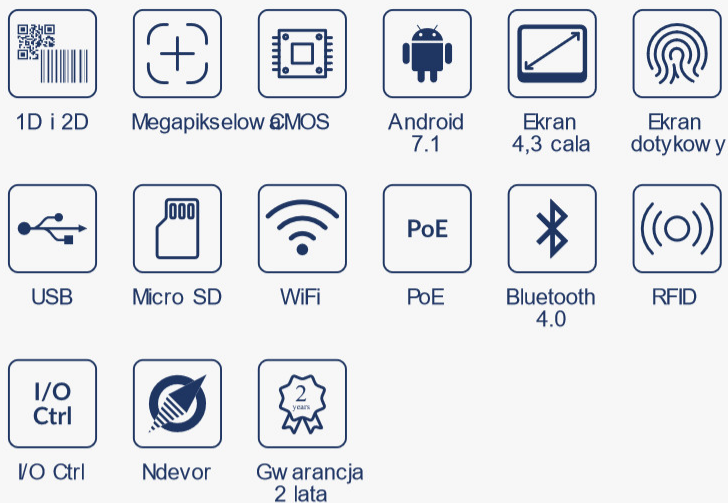 1D i 2D
Megapikselowa
CMOS
Android
7.1
Ekran
4,3 cala
Ekran
dotykowy
PoE
USB
Micro SD
WiFi
PoE
Bluetooth
4.0
RFID
I/O
Ctrl
2
years
I/O Ctrl
Ndevor
Gwarancja
2 lata